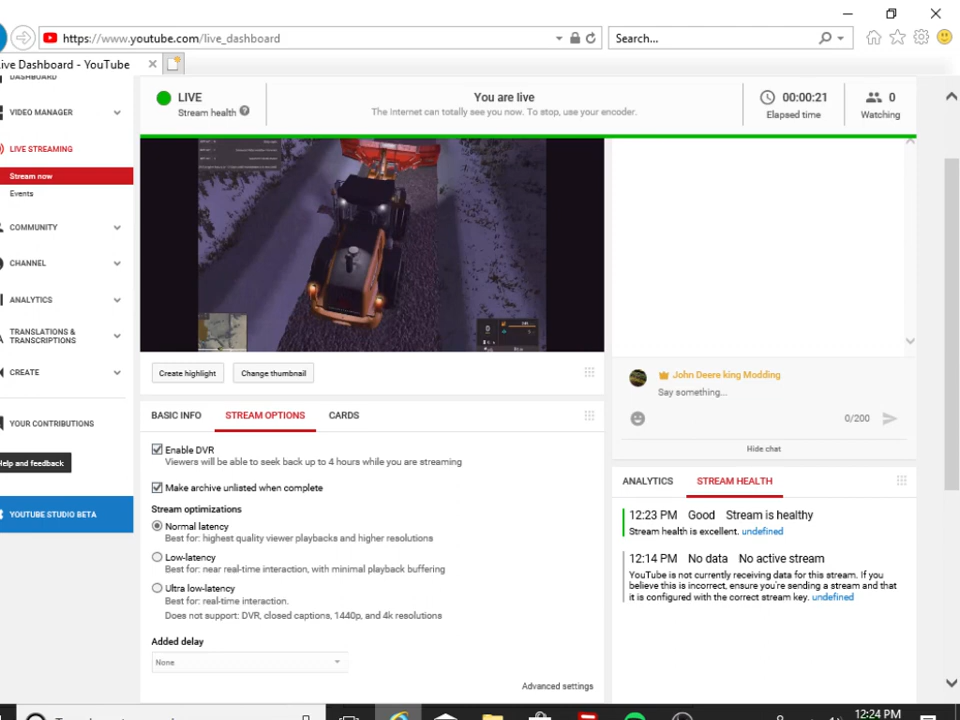 https://www.youtube.com/live_dashboard
Search...
ive Dashboard - YouTube
DASHBOARD
VIDEO MANAGER
LIVE STREAMING
Stream now
Events
COMMUNITY
CHANNEL
ANALYTICS
TRANSLATIONS &
TRANSCRIPTIONS
CREATE
YOUR CONTRIBUTIONS
Help and feedback
YOUTUBE STUDIO BETA
LIVE
Stream health
You are live
The Internet can totally see you now. To stop, use your encoder.
00:00:21
Elapsed time
0
Watching
Create highlight
Change thumbnail
BASIC INFO
STREAM OPTIONS
CARDS
Enable DVR
Viewers will be able to seek back up to 4 hours while you are streaming
Make archive unlisted when complete
Stream optimizations
Normal latency
Best for: highest quality viewer playbacks and higher resolutions
Low-latency
Best for: near real-time interaction, with minimal playback buffering
Ultra low-latency
Best for: real-time interaction.
Does not support: DVR, closed captions, 1440p, and 4k resolutions
Added delay
None
Advanced settings
John Deere king Modding
Say something...
0/200
Hide chat
ANALYTICS
STREAM HEALTH
12:23 PM Good Stream is healthy
Stream health is excellent. undefined
12:14 PM No data No active stream
YouTube is not currently receiving data for this stream. If you
believe this is incorrect, ensure you're sending a stream and that
it is configured with the correct stream key. undefined
12:24 PM